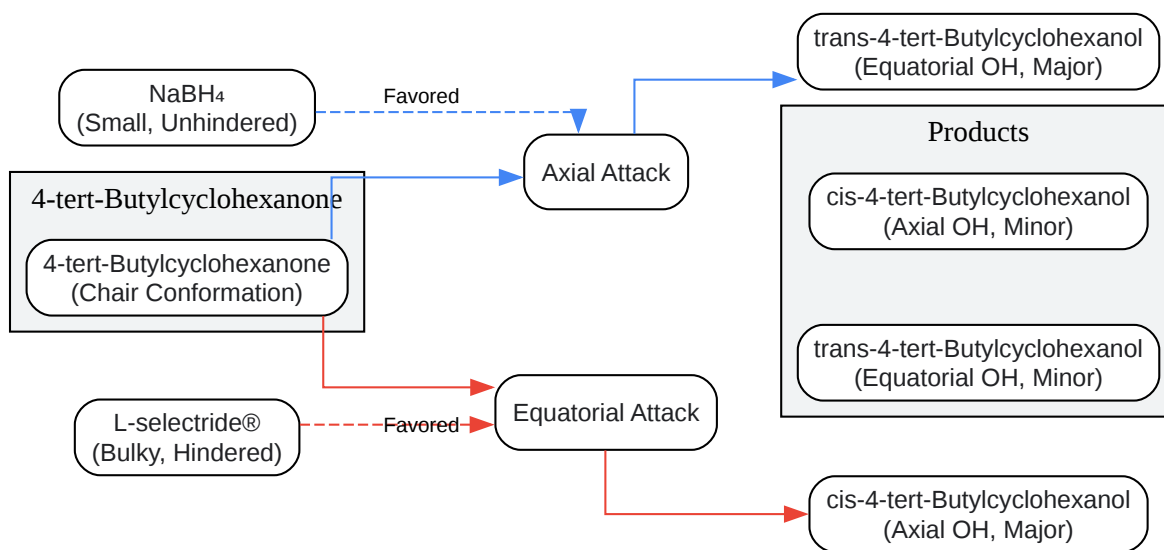 NaBH₄
(Small, Unhindered)
Favored
Axial Attack
trans-4-tert-Butylcyclohexanol
(Equatorial OH, Major)
4-tert-Butylcyclohexanone
4-tert-Butylcyclohexanone
(Chair Conformation)
Products
cis-4-tert-Butylcyclohexanol
(Axial OH, Minor)
trans-4-tert-Butylcyclohexanol
(Equatorial OH, Minor)
L-selectride®
(Bulky, Hindered)
Favored
Equatorial Attack
cis-4-tert-Butylcyclohexanol
(Axial OH, Major)